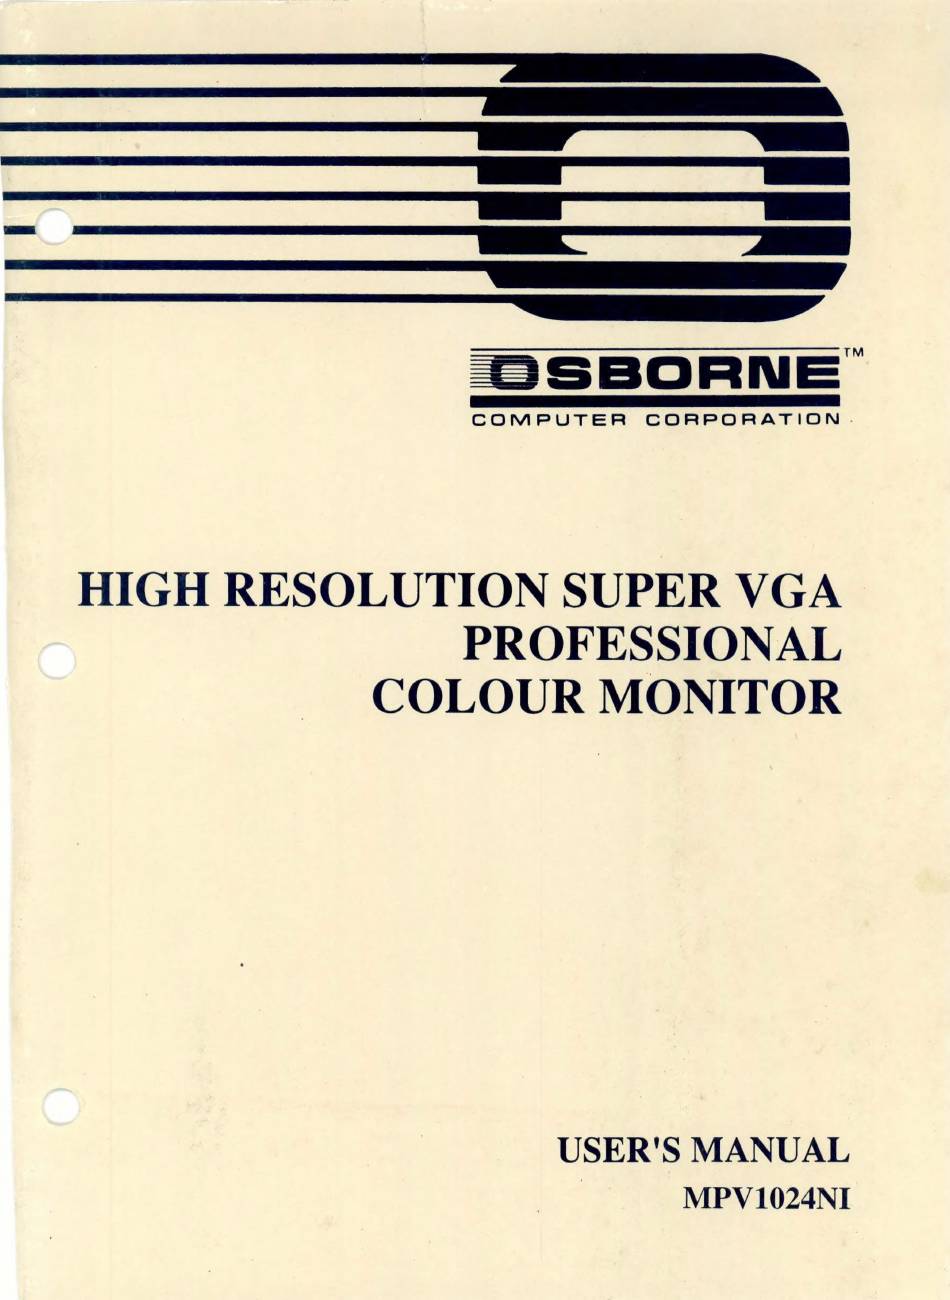 OSBORNE™
COMPUTER CORPORATION
HIGH RESOLUTION SUPER VGA
PROFESSIONAL
COLOUR MONITOR
USER'S MANUAL
MPV1024NI